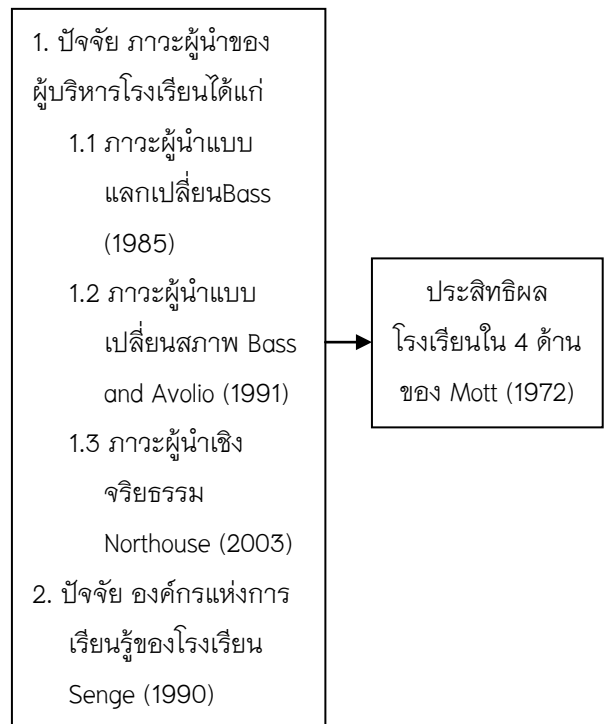 1. ปัจจัย ภาวะผู้นำของ
ผู้บริหารโรงเรียนได้แก่
1.1 ภาวะผู้นำแบบ
แลกเปลี่ยนBass
(1985)
1.2 ภาวะผู้นำแบบ
เปลี่ยนสภาพ Bass
and Avolio (1991)
1.3 ภาวะผู้นำเชิง
จริยธรรม
Northouse (2003)
2. ปัจจัย องค์กรแห่งการ
เรียนรู้ของโรงเรียน
Senge (1990)
ประสิทธิผล
โรงเรียนใน 4 ด้าน
ของ Mott (1972)